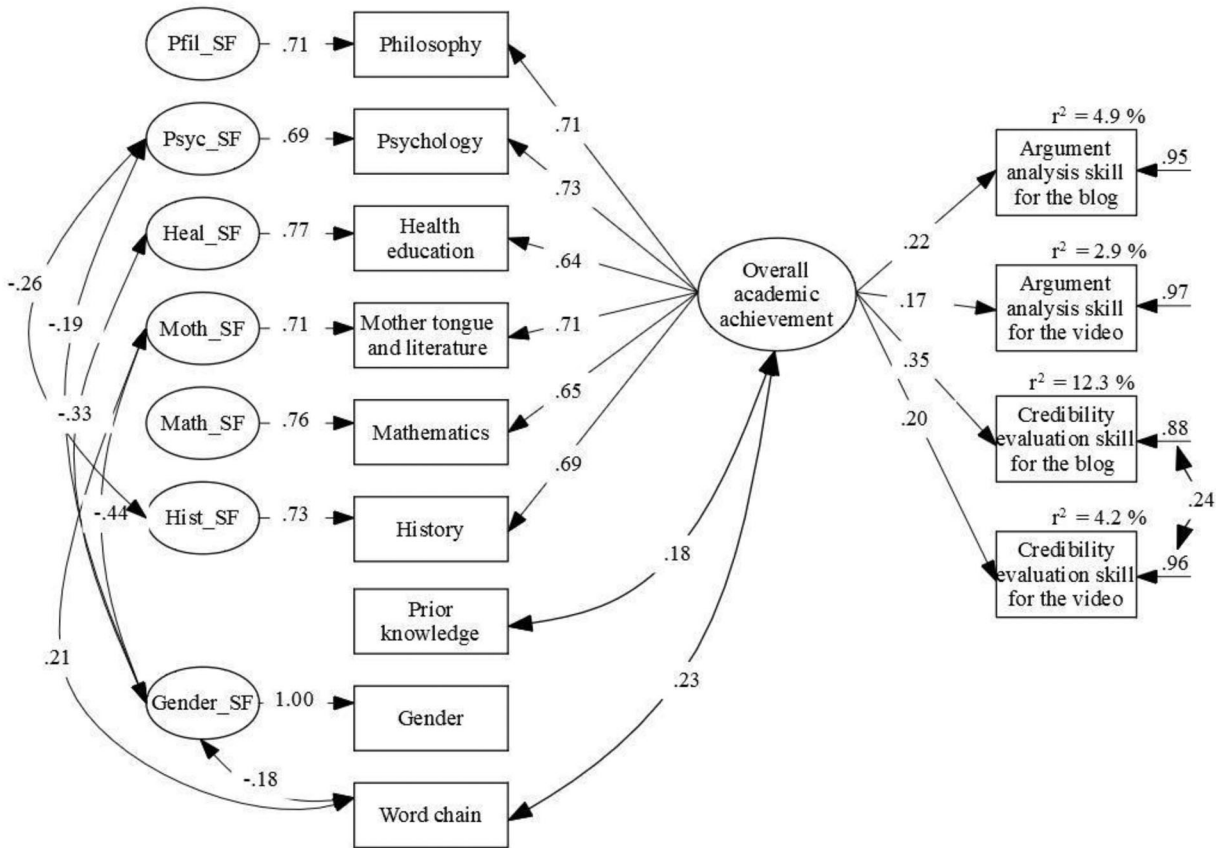 Pfil_SF
.71
Philosophy
Psyc_SF
.69
Psychology
Heal_SF
.77
Health
education
Moth_SF
.71
Mother tongue
and literature
Math_SF
.76
Mathematics
Hist_SF
.73
History
Prior
knowledge
Gender_SF
1.00
Gender
Word chain
-.26
-.19
-.33
-.44
.21
-.18
.71
.73
.64
.71
.65
.69
.18
.23
Overall
academic
achievement
.22
.17
.35
.20
r² = 4.9 %
Argument
analysis skill
for the blog
.95
r² = 2.9 %
Argument
analysis skill
for the video
.97
r² = 12.3 %
Credibility
evaluation skill
for the blog
.88
.24
r² = 4.2 %
Credibility
evaluation skill
for the video
.96